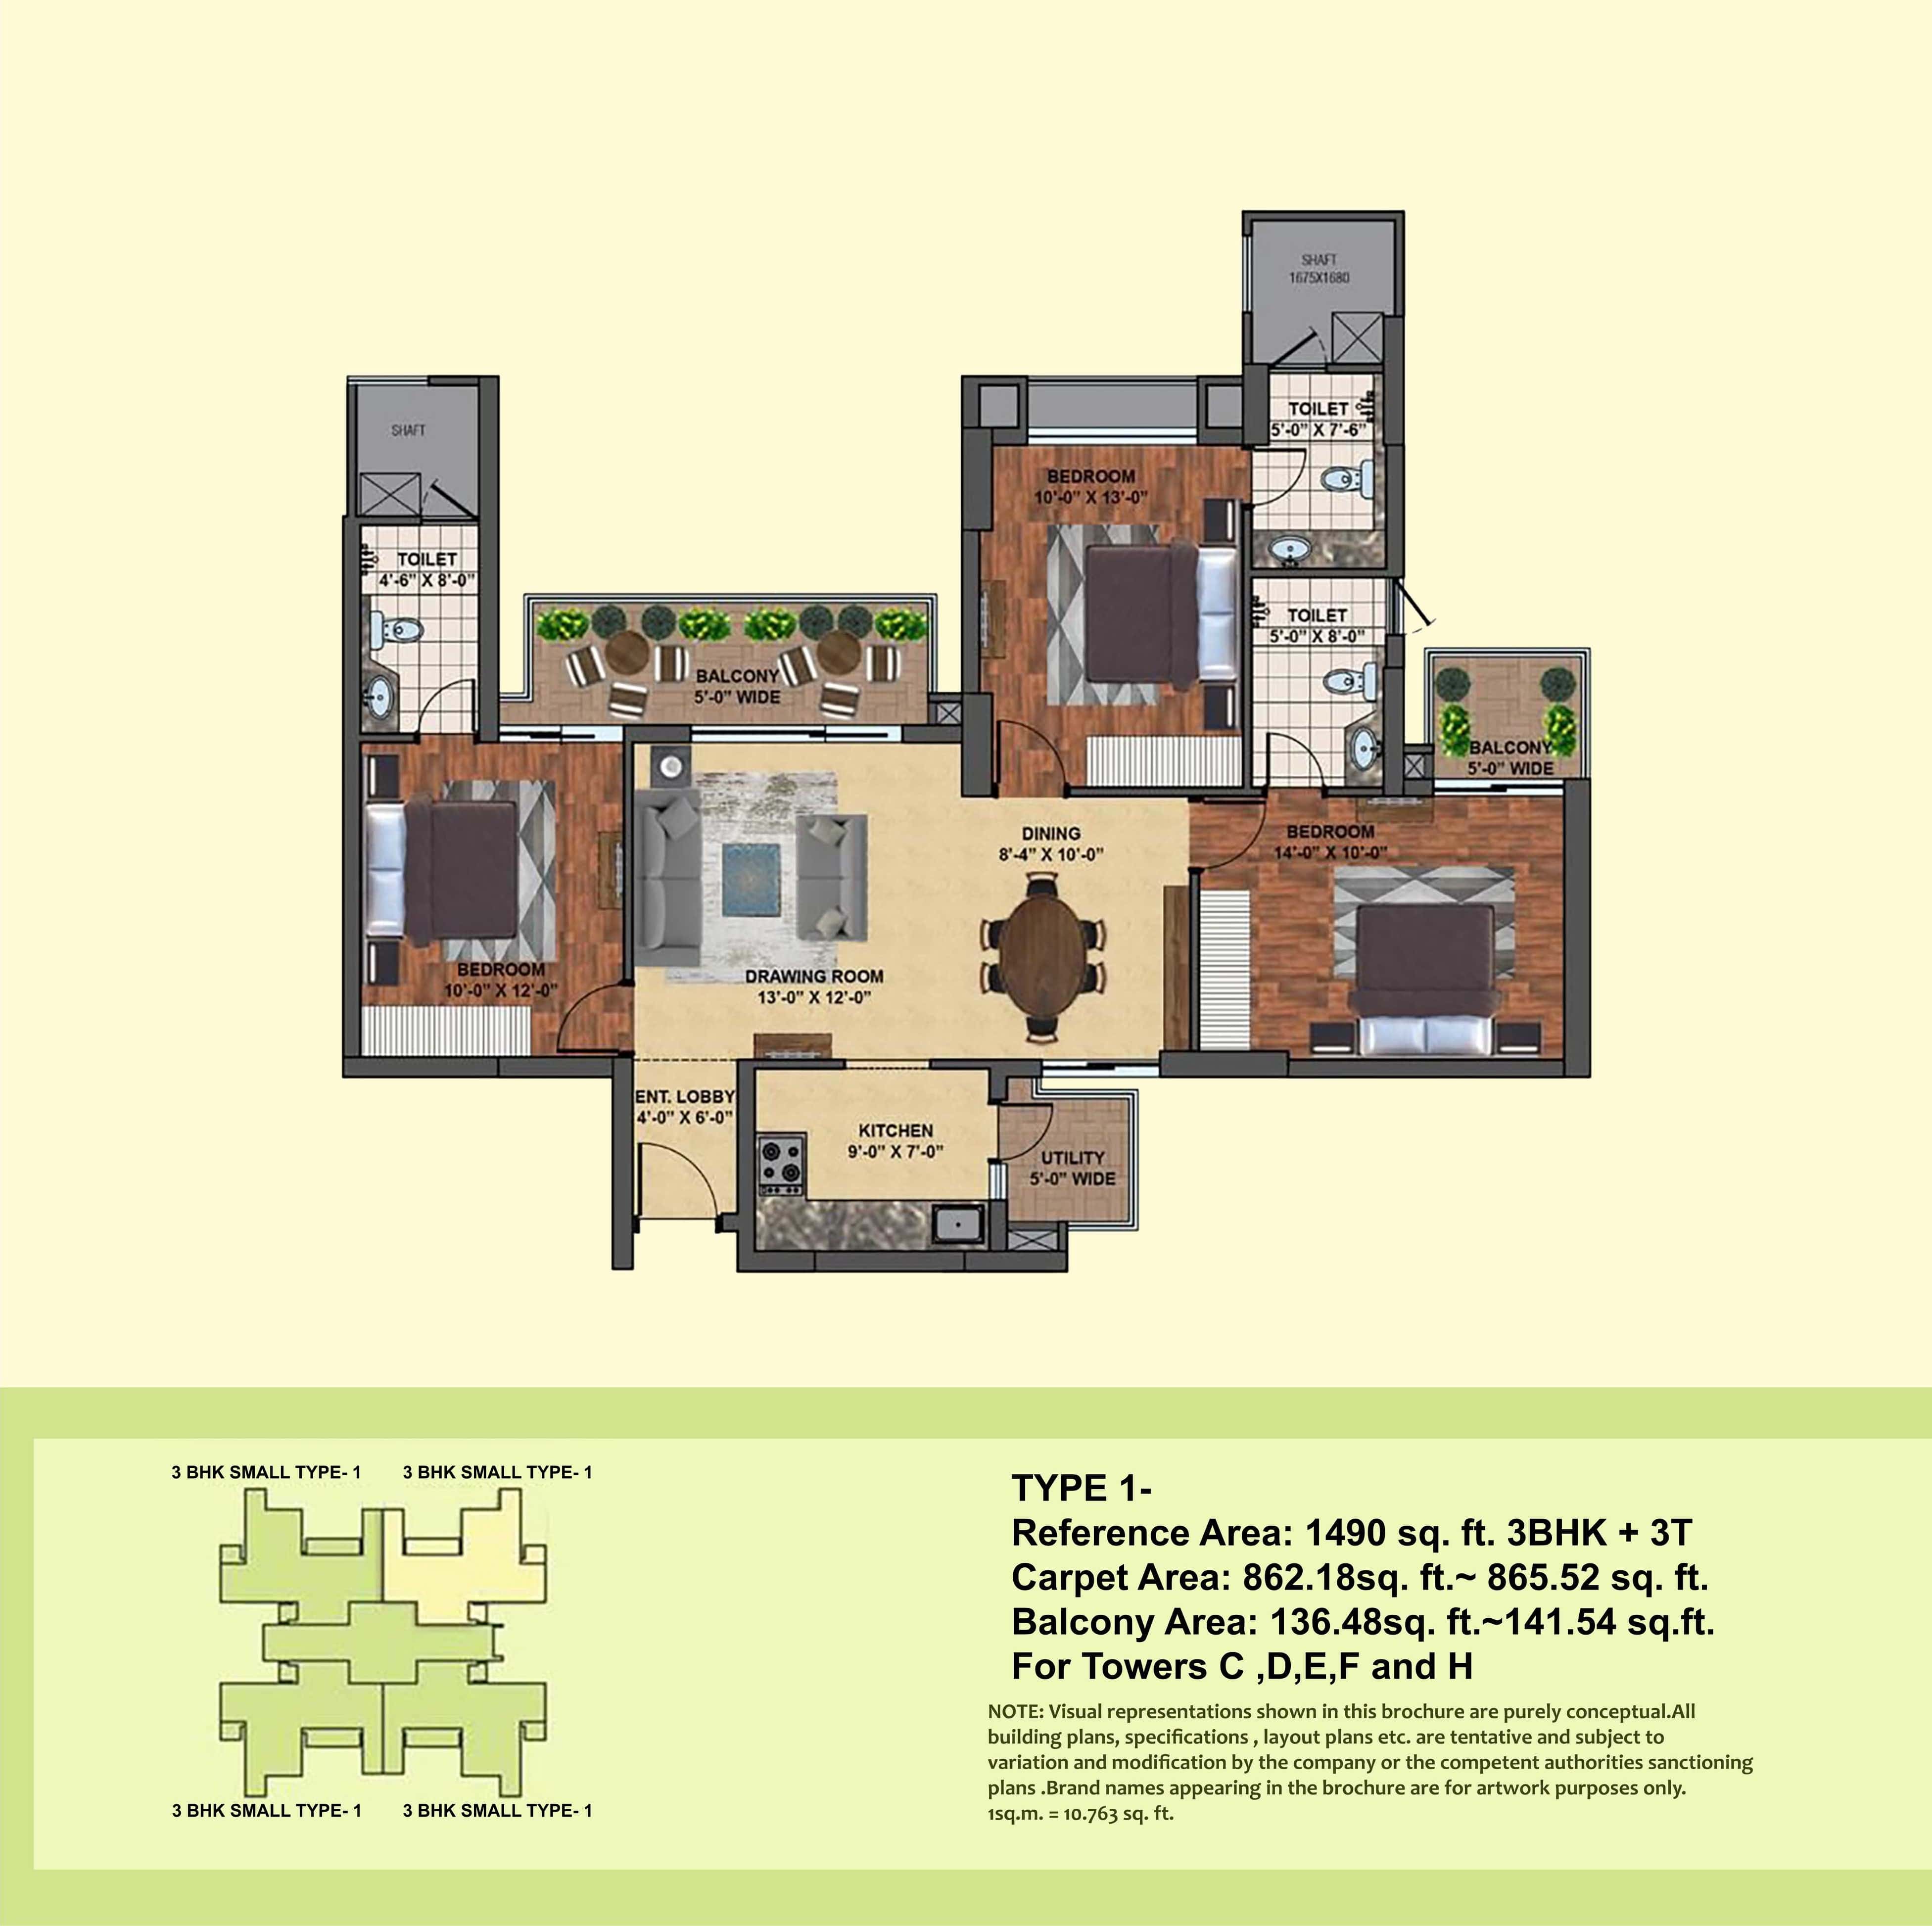 SHAFT
1675X1680
TOILET
5'-0" X 7'-6"
SHAFT
BEDROOM
10'-0" X 13'-0"
TOILET
4'-6" X 8'-0"
TOILET
5'-0" X 8'-0"
BALCONY
5'-0" WIDE
BALCONY
5'-0" WIDE
DINING
8'-4" X 10'-0"
BEDROOM
14'-0" X 10'-0"
BEDROOM
10'-0" X 12'-0"
DRAWING ROOM
13'-0" X 12'-0"
ENT. LOBBY
4'-0" X 6'-0"
KITCHEN
9'-0" X 7'-0"
UTILITY
5'-0" WIDE
3 BHK SMALL TYPE- 1
3 BHK SMALL TYPE- 1
3 BHK SMALL TYPE- 1
3 BHK SMALL TYPE- 1
TYPE 1-
Reference Area: 1490 sq. ft. 3BHK + 3T
Carpet Area: 862.18sq. ft.~ 865.52 sq. ft.
Balcony Area: 136.48sq. ft.~141.54 sq.ft.
For Towers C ,D,E,F and H
NOTE: Visual representations shown in this brochure are purely conceptual.All
building plans, specifications , layout plans etc. are tentative and subject to
variation and modification by the company or the competent authorities sanctioning
plans .Brand names appearing in the brochure are for artwork purposes only.
1sq.m. = 10.763 sq. ft.